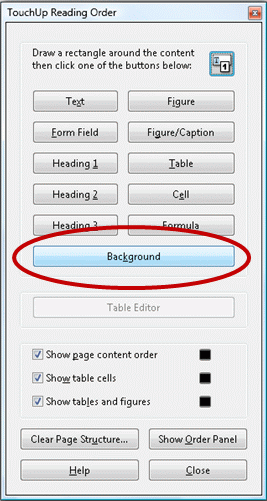 TouchUp Reading Order
Draw a rectangle around the content
then click one of the buttons below:
1
Text Figure
Form Field Figure/Caption
Heading 1 Table
Heading 2 Cell
Heading 3 Formula
Background
Table Editor
Show page content order
Show table cells
Show tables and figures
Clear Page Structure... Show Order Panel
Help Close